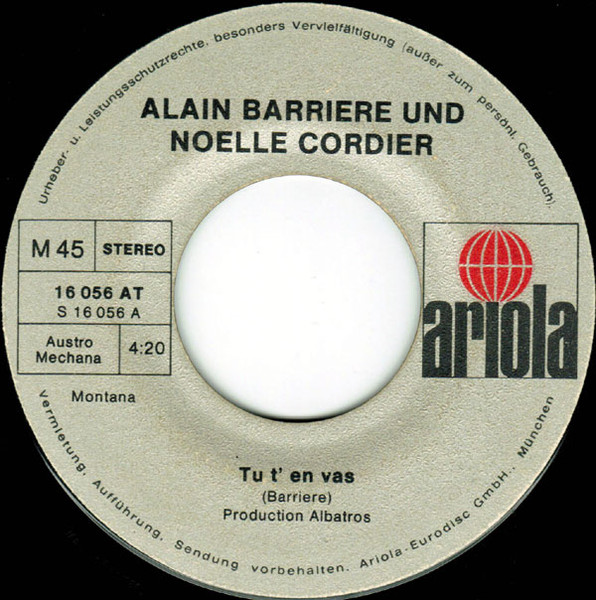 Urheber- u. Leistungsschutzrechte, besonders Vervielfältigung (außer zum persönl. Gebrauch).
ALAIN BARRIERE UND
NOELLE CORDIER
M 45
STEREO
16 056 AT
S 16 056 A
Austro
Mechana
4:20
Montana
ariola
Tu t' en vas
(Barriere)
Production Albatros
Vermietung, Aufführung, Sendung vorbehalten. Ariola-Eurodisc GmbH., München